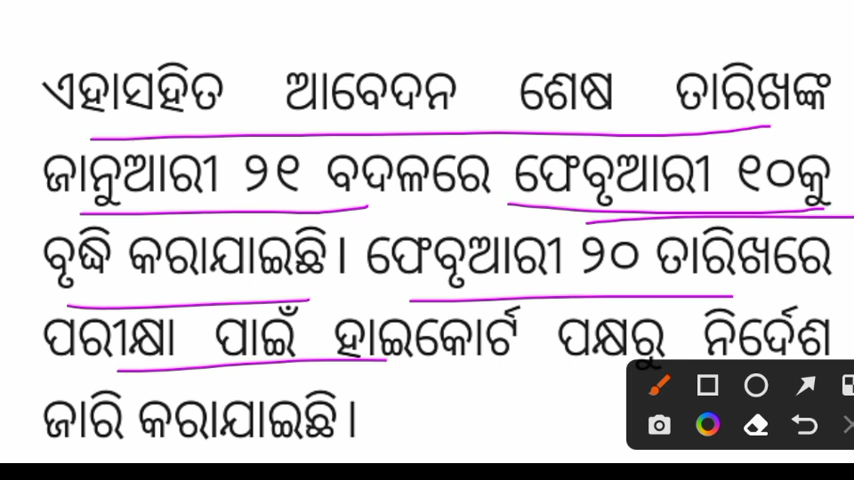 ଏହାସହିତ ଆବେଦନ ଶେଷ ତାରିଖଙ୍କ
ଜାନୁଆରୀ ୨୧ ବଦଳରେ ଫେବୃଆରୀ ୧୦କୁ
ବୃଦ୍ଧି କରାଯାଇଛି। ଫେବୃଆରୀ ୨୦ ତାରିଖରେ
ପରୀକ୍ଷା ପାଇଁ ହାଇକୋର୍ଟ ପକ୍ଷରୁ ନିର୍ଦେଶ
ଜାରି କରାଯାଇଛି।